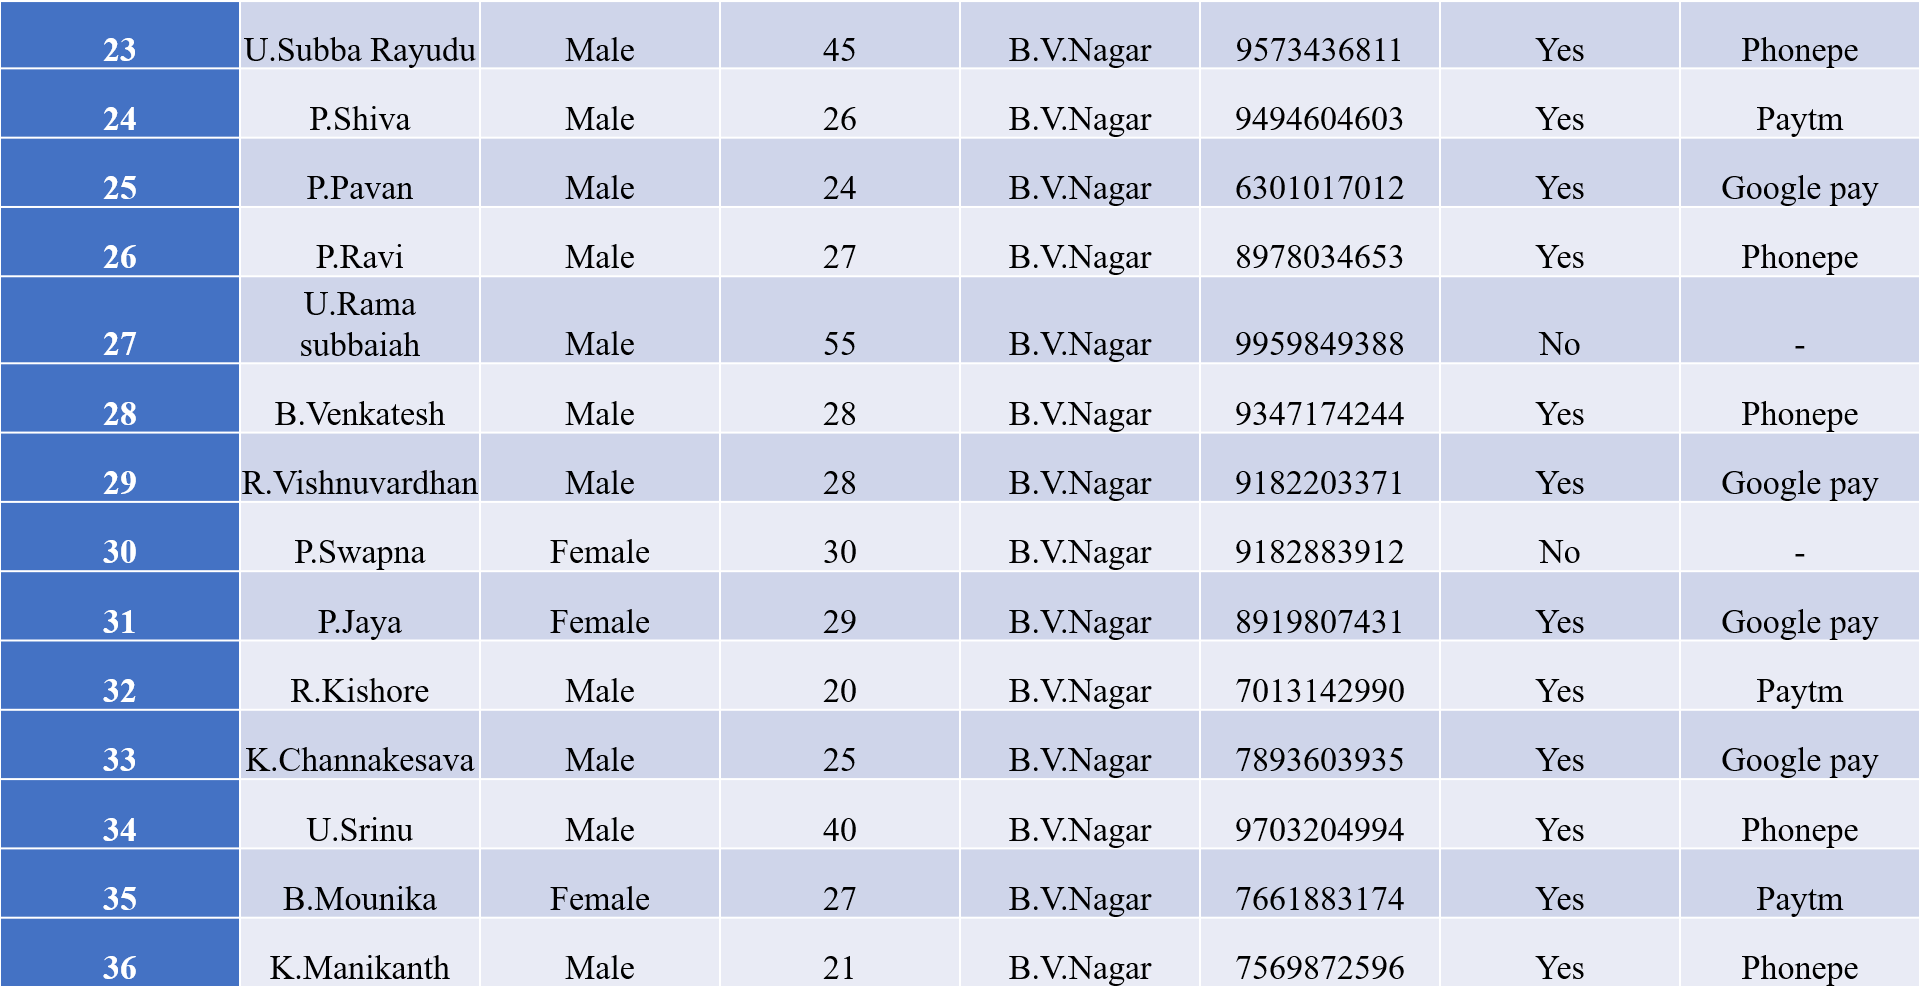 23 U.Subba Rayudu Male 45 B.V.Nagar 9573436811 Yes Phonepe
24 P.Shiva Male 26 B.V.Nagar 9494604603 Yes Paytm
25 P.Pavan Male 24 B.V.Nagar 6301017012 Yes Google pay
26 P.Ravi Male 27 B.V.Nagar 8978034653 Yes Phonepe
U.Rama
27 subbaiah Male 55 B.V.Nagar 9959849388 No -
28 B.Venkatesh Male 28 B.V.Nagar 9347174244 Yes Phonepe
29 R.Vishnuvardhan Male 28 B.V.Nagar 9182203371 Yes Google pay
30 P.Swapna Female 30 B.V.Nagar 9182883912 No -
31 P.Jaya Female 29 B.V.Nagar 8919807431 Yes Google pay
32 R.Kishore Male 20 B.V.Nagar 7013142990 Yes Paytm
33 K.Channakesava Male 25 B.V.Nagar 7893603935 Yes Google pay
34 U.Srinu Male 40 B.V.Nagar 9703204994 Yes Phonepe
35 B.Mounika Female 27 B.V.Nagar 7661883174 Yes Paytm
36 K.Manikanth Male 21 B.V.Nagar 7569872596 Yes Phonepe